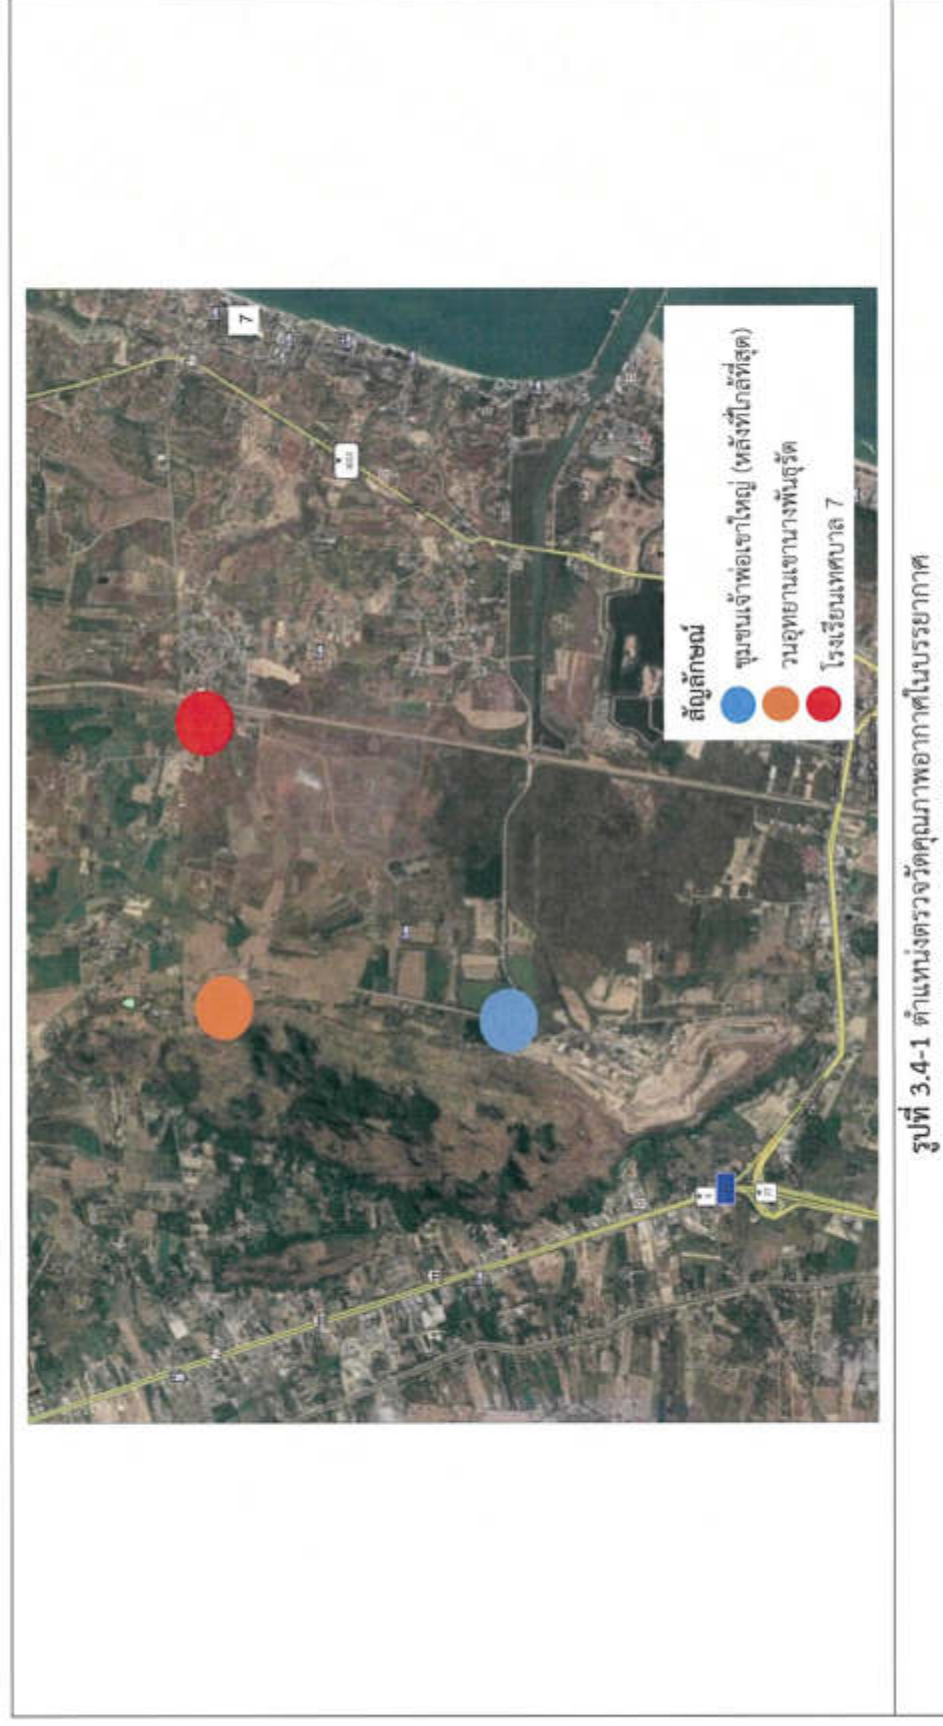 7
สัญลักษณ์
ชุมชนเจ้าพ่อเขาใหญ่ (หลังที่ใกล้ที่สุด)
วนอุทยานเขานางพันธุรัต
โรงเรียนเทศบาล 7
รูปที่ 3.4-1 ตำแหน่งตรวจวัดคุณภาพอากาศในบรรยากาศ